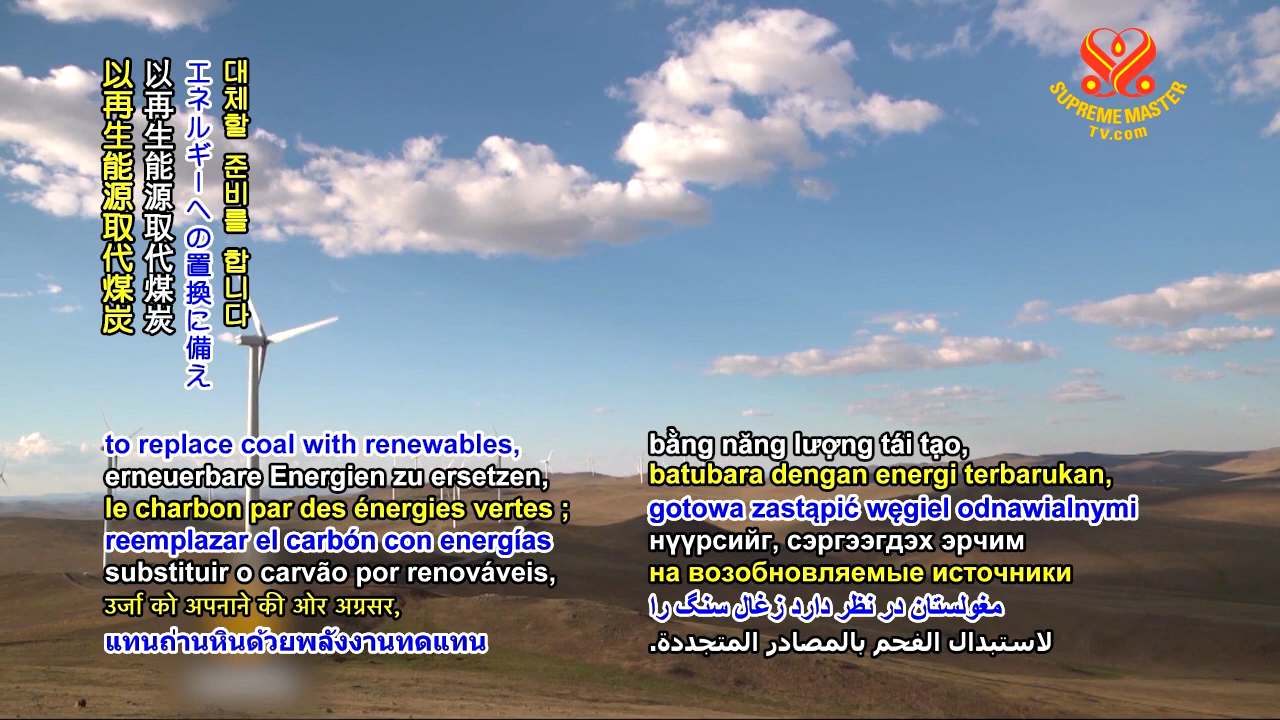 대체할 준비를 합니다
エネルギーへの置換に備え
以再生能源取代煤炭
以再生能源取代煤炭
SUPREME MASTER
TV.com
to replace coal with renewables,
erneuerbare Energien zu ersetzen,
le charbon par des énergies vertes ;
reemplazar el carbón con energías
substituir o carvão por renováveis,
उर्जा को अपनाने की ओर अग्रसर,
แทนถ่านหินด้วยพลังงานทดแทน
bằng năng lượng tái tạo,
batubara dengan energi terbarukan,
gotowa zastąpić węgiel odnawialnymi
нүүрсийг, сэргээгдэх эрчим
на возобновляемые источники
مغولستان در نظر دارد زغال سنگ را
لاستبدال الفحم بالمصادر المتجددة.